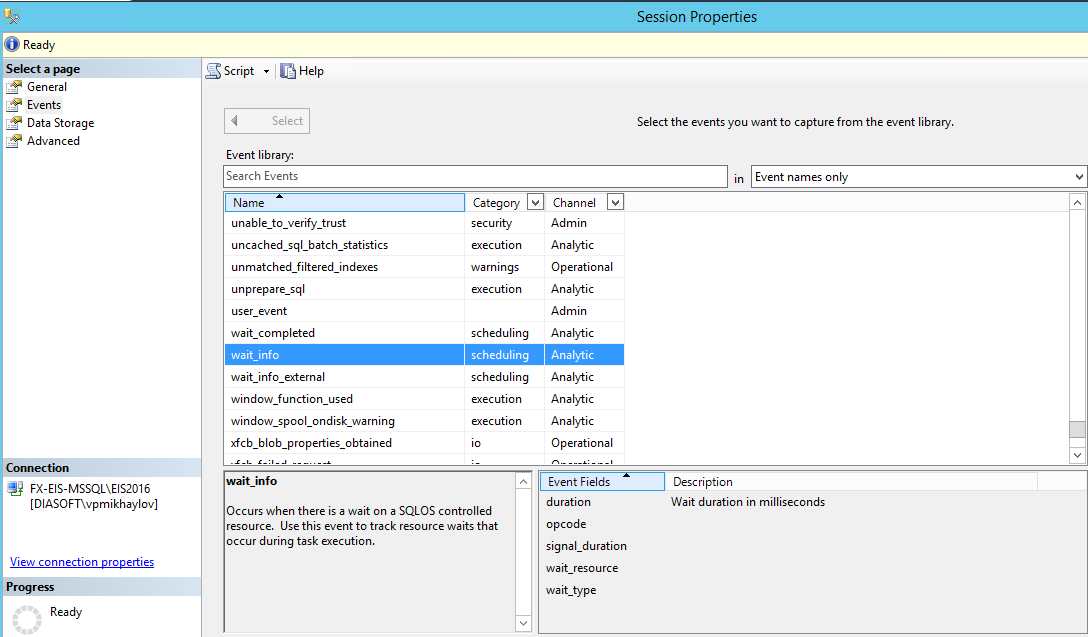 Session Properties
Ready
Select a page
General
Events
Data Storage
Advanced
Script Help
Select
Select the events you want to capture from the event library.
Event library:
Search Events in Event names only
Name Category Channel
unable_to_verify_trust security Admin
uncached_sql_batch_statistics execution Analytic
unmatched_filtered_indexes warnings Operational
unprepare_sql execution Analytic
user_event Admin
wait_completed scheduling Analytic
wait_info scheduling Analytic
wait_info_external scheduling Analytic
window_function_used execution Analytic
window_spool_ondisk_warning execution Analytic
xfcb_blob_properties_obtained io Operational
xfcb_failed_request io Operational
wait_info
Occurs when there is a wait on a SQLOS controlled
resource. Use this event to track resource waits that
occur during task execution.
Event Fields Description
duration Wait duration in milliseconds
opcode
signal_duration
wait_resource
wait_type
Connection
FX-EIS-MSSQL\EIS2016
[DIASOFT\vpmikhaylov]
View connection properties
Progress
Ready